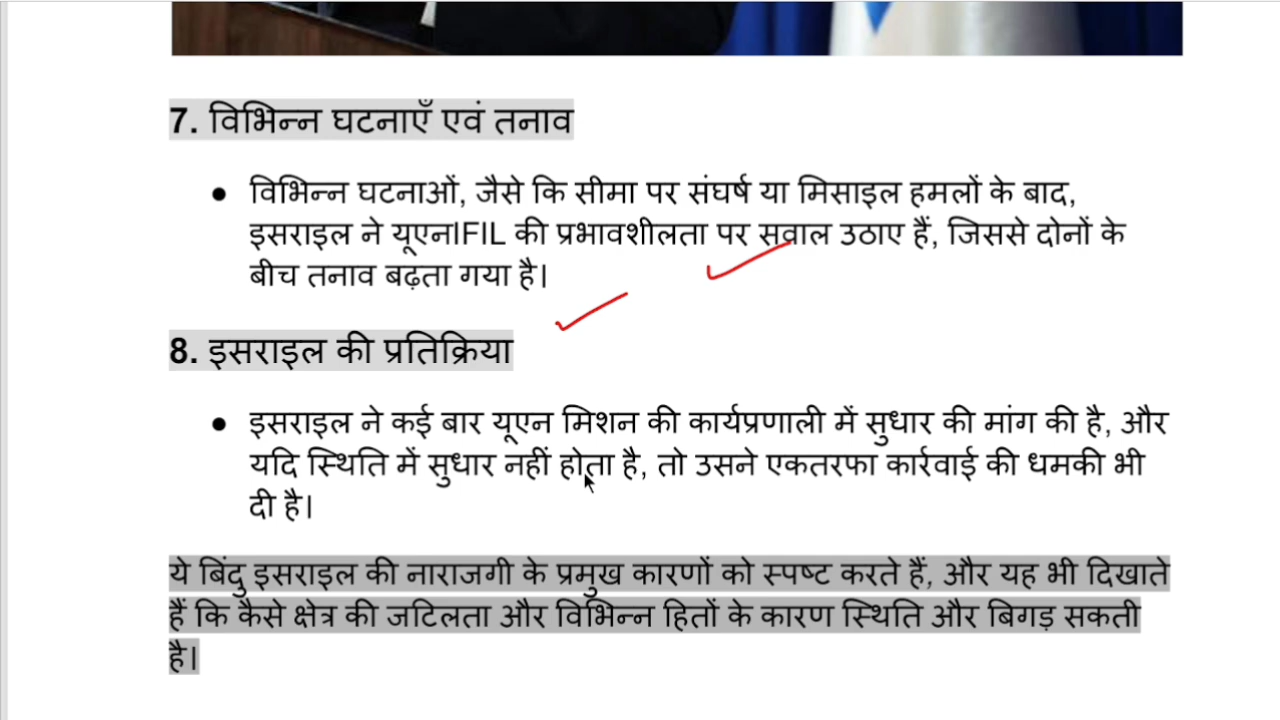 7. विभिन्न घटनाएँ एवं तनाव
● विभिन्न घटनाओं, जैसे कि सीमा पर संघर्ष या मिसाइल हमलों के बाद,
इसराइल ने यूएनIFIL की प्रभावशीलता पर सवाल उठाए हैं, जिससे दोनों के
बीच तनाव बढ़ता गया है।
8. इसराइल की प्रतिक्रिया
● इसराइल ने कई बार यूएन मिशन की कार्यप्रणाली में सुधार की मांग की है, और
यदि स्थिति में सुधार नहीं होता है, तो उसने एकतरफा कार्रवाई की धमकी भी
दी है।
ये बिंदु इसराइल की नाराजगी के प्रमुख कारणों को स्पष्ट करते हैं, और यह भी दिखाते
हैं कि कैसे क्षेत्र की जटिलता और विभिन्न हितों के कारण स्थिति और बिगड़ सकती
है।